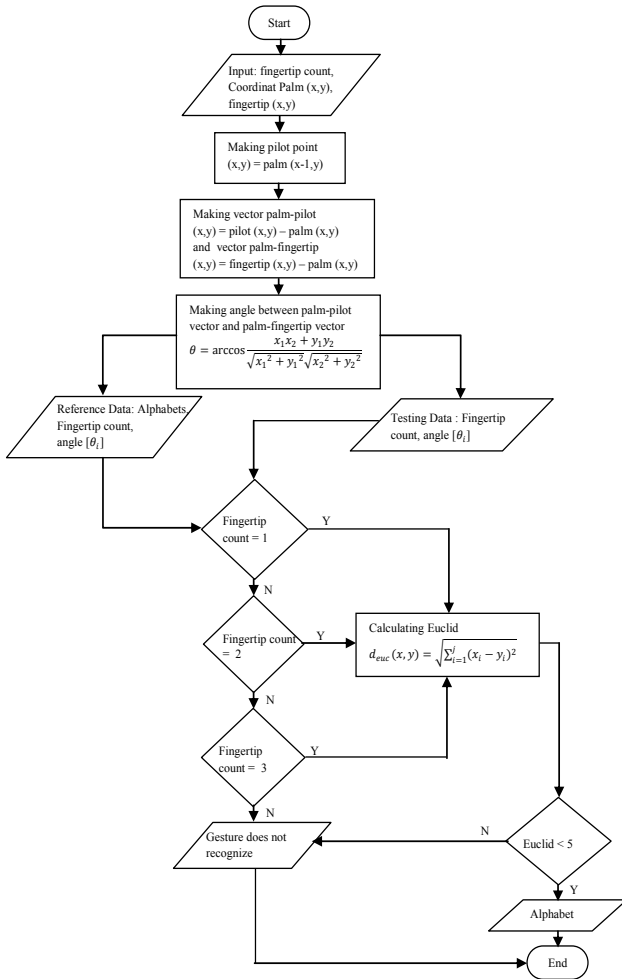 Start
Input: fingertip count,
Coordinat Palm (x,y),
fingertip (x,y)
Making pilot point
(x,y) = palm (x-1,y)
Making vector palm-pilot
(x,y) = pilot (x,y) – palm (x,y)
and vector palm-fingertip
(x,y) = fingertip (x,y) – palm (x,y)
Making angle between palm-pilot
vector and palm-fingertip vector
θ = arccos (x₁x₂ + y₁y₂) / (√(x₁² + y₁²) √(x₂² + y₂²))
Reference Data: Alphabets,
Fingertip count,
angle [θᵢ]
Testing Data : Fingertip
count, angle [θᵢ]
Fingertip
count = 1
Y
N
Fingertip count
= 2
Y
N
Calculating Euclid
d_euc(x, y) = √(∑ᵢ₌₁ʲ (xᵢ − yᵢ)²)
Fingertip
count = 3
Y
N
Gesture does not
recognize
Euclid < 5
N
Y
Alphabet
End